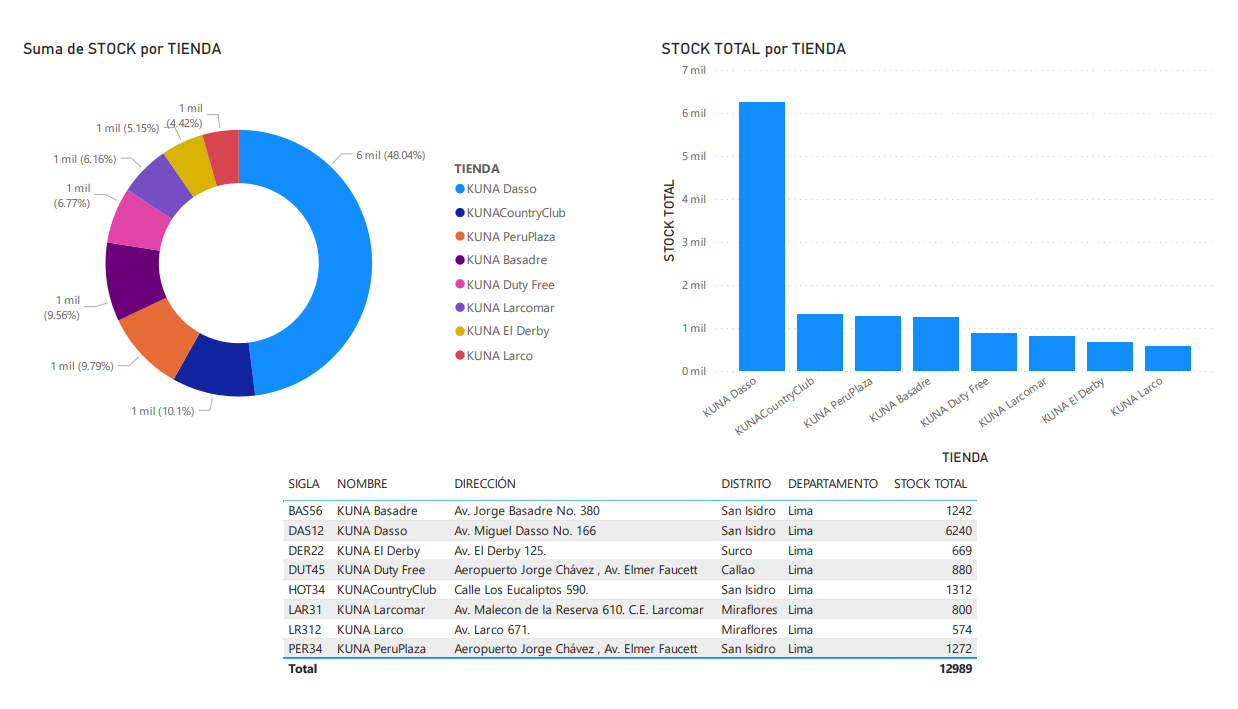 Suma de STOCK por TIENDA
1 mil
(4.42%)
1 mil (5.15%)
1 mil (6.16%)
1 mil
(6.77%)
1 mil
(9.56%)
1 mil (9.79%)
1 mil (10.1%)
6 mil (48.04%)
TIENDA
KUNA Dasso
KUNACountryClub
KUNA PeruPlaza
KUNA Basadre
KUNA Duty Free
KUNA Larcomar
KUNA El Derby
KUNA Larco
STOCK TOTAL por TIENDA
STOCK TOTAL
7 mil
6 mil
5 mil
4 mil
3 mil
2 mil
1 mil
0 mil
KUNA Dasso
KUNACountryClub
KUNA PeruPlaza
KUNA Basadre
KUNA Duty Free
KUNA Larcomar
KUNA El Derby
KUNA Larco
TIENDA
SIGLA NOMBRE DIRECCIÓN DISTRITO DEPARTAMENTO STOCK TOTAL
BAS56 KUNA Basadre Av. Jorge Basadre No. 380 San Isidro Lima 1242
DAS12 KUNA Dasso Av. Miguel Dasso No. 166 San Isidro Lima 6240
DER22 KUNA El Derby Av. El Derby 125. Surco Lima 669
DUT45 KUNA Duty Free Aeropuerto Jorge Chávez , Av. Elmer Faucett Callao Lima 880
HOT34 KUNACountryClub Calle Los Eucaliptos 590. San Isidro Lima 1312
LAR31 KUNA Larcomar Av. Malecon de la Reserva 610. C.E. Larcomar Miraflores Lima 800
LR312 KUNA Larco Av. Larco 671. Miraflores Lima 574
PER34 KUNA PeruPlaza Aeropuerto Jorge Chávez , Av. Elmer Faucett San Isidro Lima 1272
Total 12989